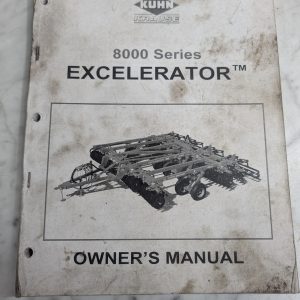 KUHN
KRAUSE
8000 Series
EXCELERATOR™
OWNER'S MANUAL